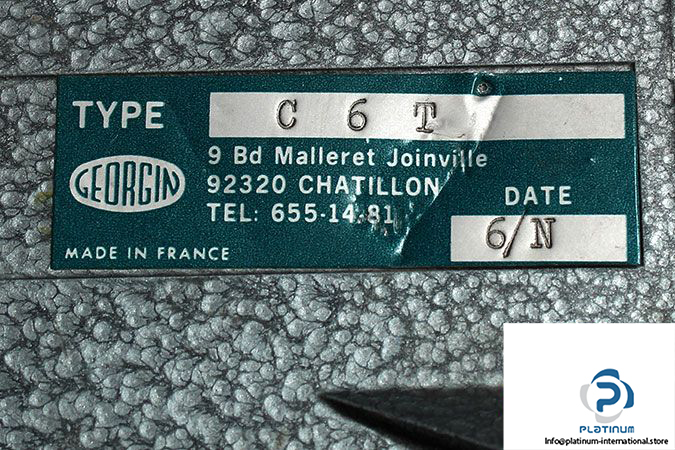 TYPE C 6 T
GEORGIN
9 Bd Malleret Joinville
92320 CHATILLON
TEL: 655-14-81
DATE
6/N
MADE IN FRANCE
PLATINUM
Info@platinum-international.store